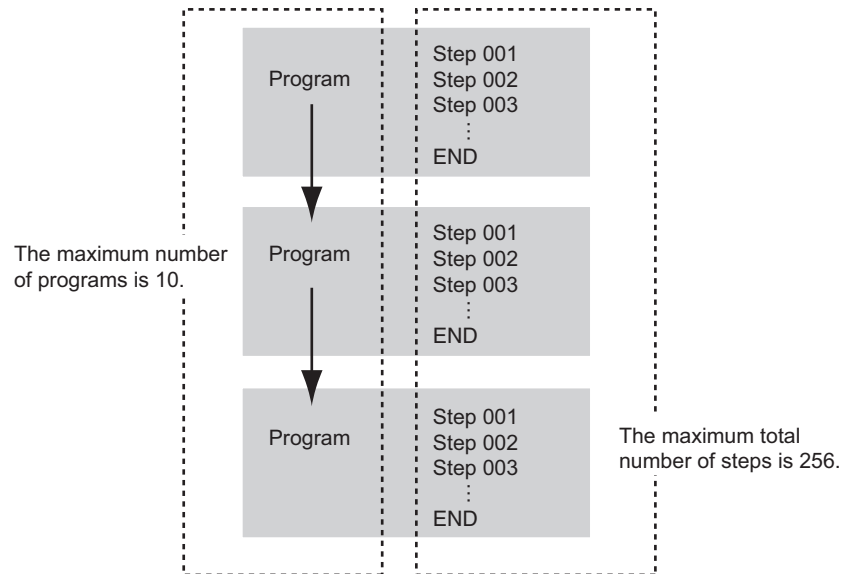 Program
Step 001
Step 002
Step 003
⋮
END
The maximum number
of programs is 10.
Program
Step 001
Step 002
Step 003
⋮
END
Program
Step 001
Step 002
Step 003
⋮
END
The maximum total
number of steps is 256.